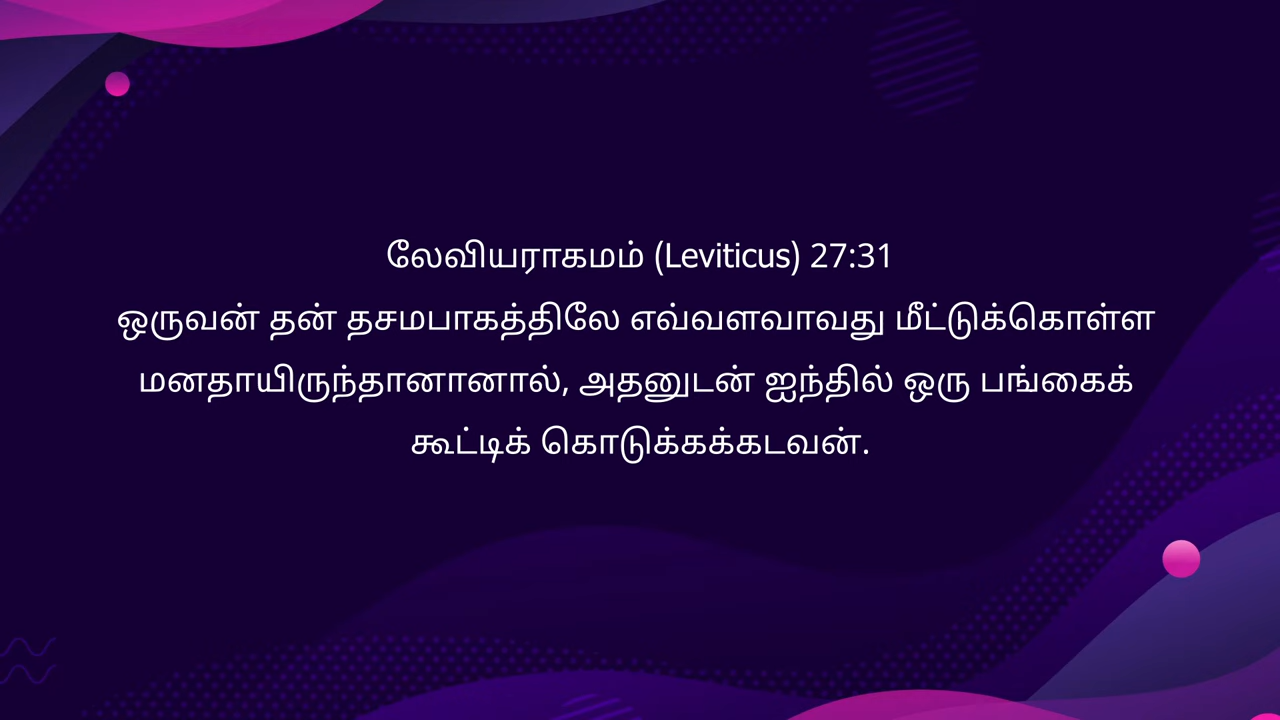 லேவியராகமம் (Leviticus) 27:31
ஒருவன் தன் தசமபாகத்திலே எவ்வளவாவது மீட்டுக்கொள்ள
மனதாயிருந்தானானால், அதனுடன் ஐந்தில் ஒரு பங்கைக்
கூட்டிக் கொடுக்கக்கடவன்.